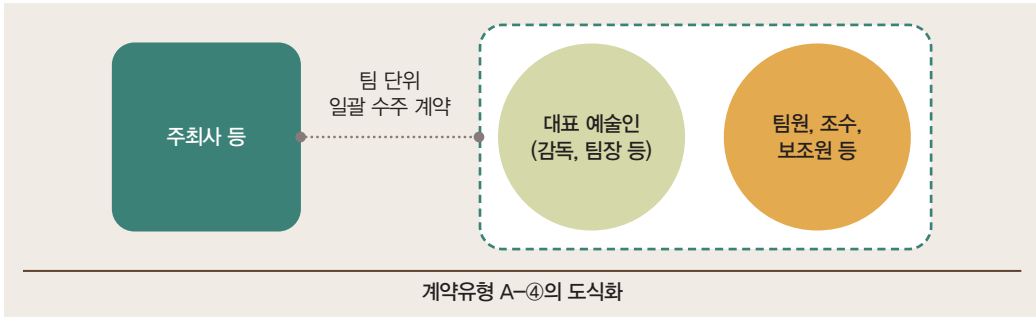 팀 단위
일괄 수주 계약
주최사 등
대표 예술인
(감독, 팀장 등)
팀원, 조수,
보조원 등
계약유형 A-④의 도식화